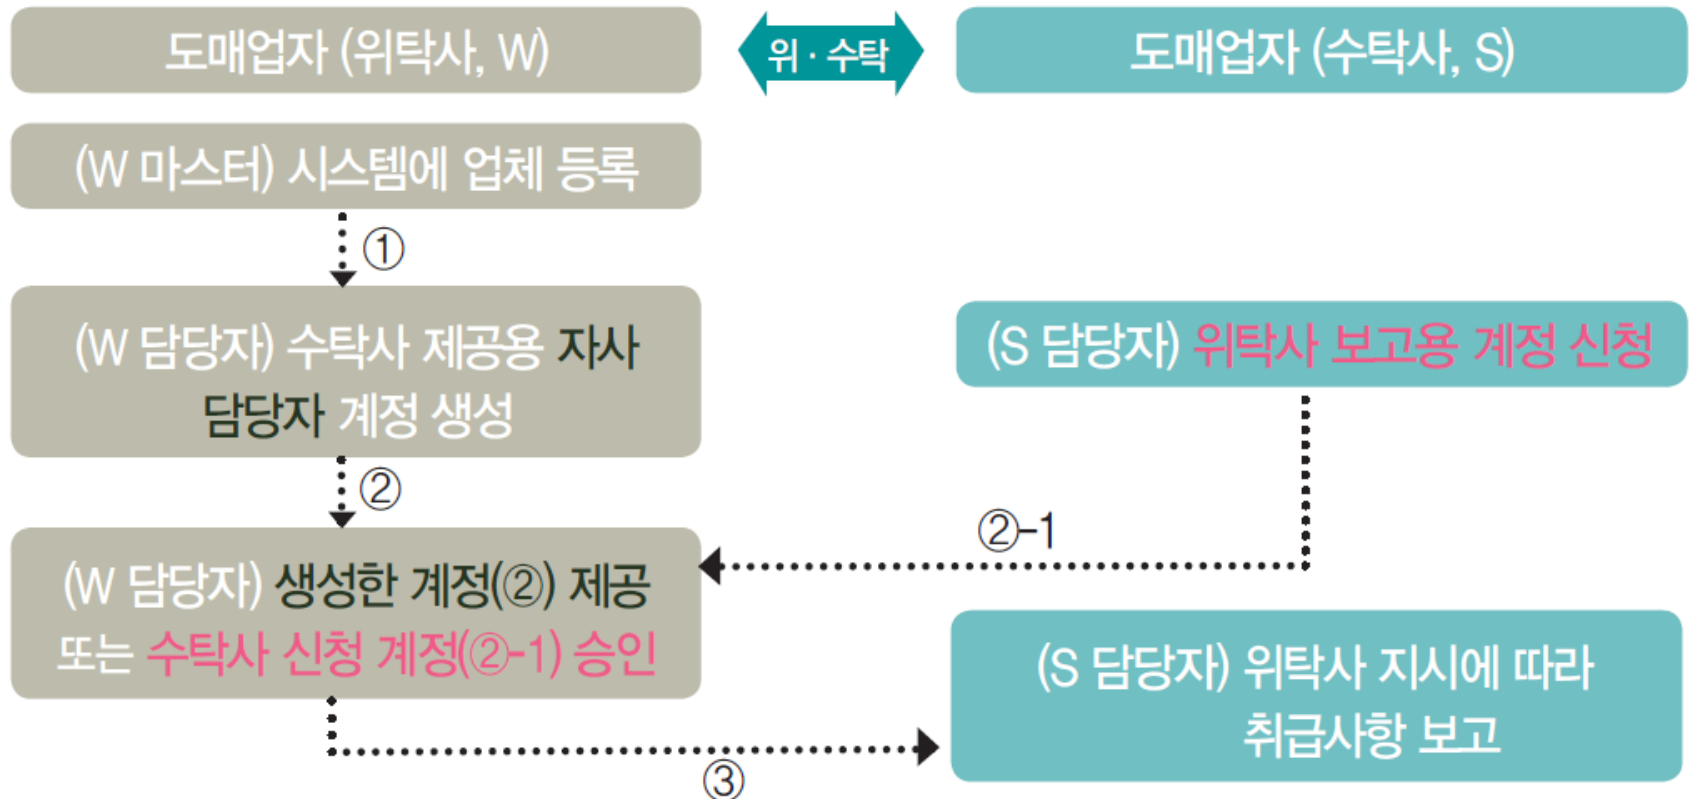 도매업자 (위탁사, W)
위 · 수탁
도매업자 (수탁사, S)
(W 마스터) 시스템에 업체 등록
①
(W 담당자) 수탁사 제공용 자사
담당자 계정 생성
(S 담당자) 위탁사 보고용 계정 신청
②
②-1
(W 담당자) 생성한 계정(②) 제공
또는 수탁사 신청 계정(②-1) 승인
(S 담당자) 위탁사 지시에 따라
취급사항 보고
③